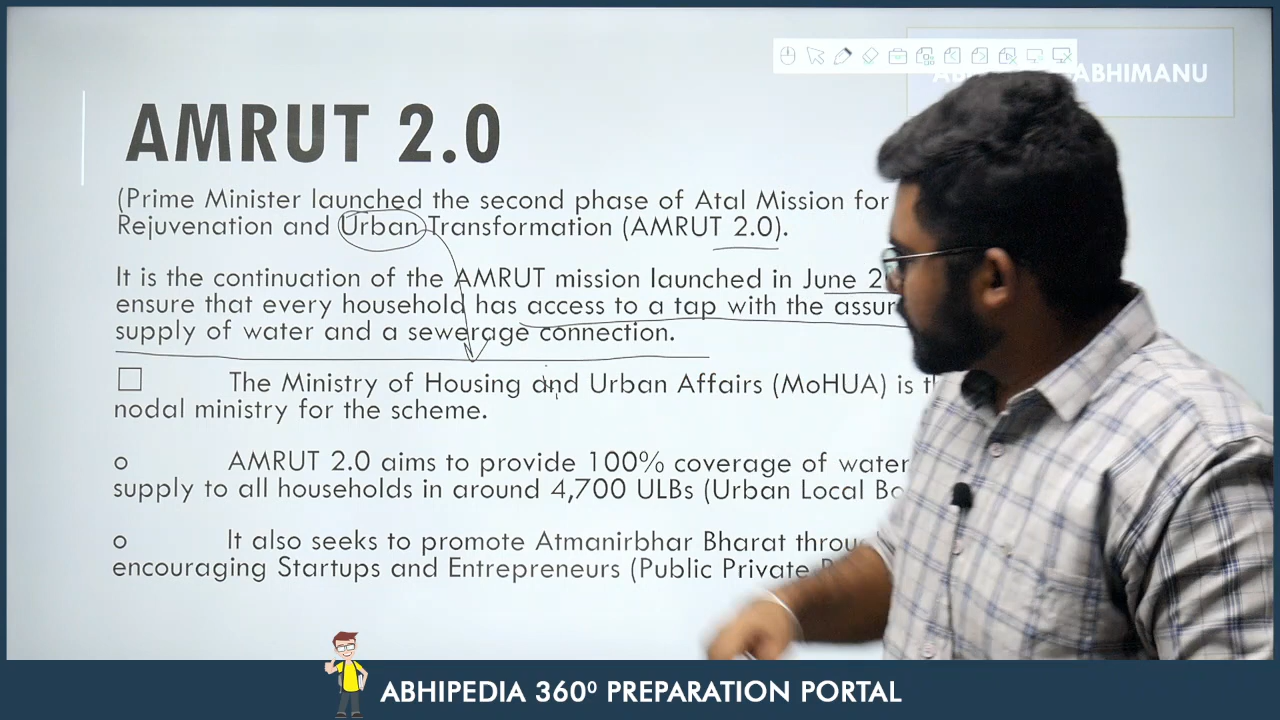 ABHIMANU
AMRUT 2.0
(Prime Minister launched the second phase of Atal Mission for
Rejuvenation and Urban Transformation (AMRUT 2.0).
It is the continuation of the AMRUT mission launched in June
ensure that every household has access to a tap with the
supply of water and a sewerage connection.
The Ministry of Housing and Urban Affairs (MoHUA) is
nodal ministry for the scheme.
o AMRUT 2.0 aims to provide 100% coverage of water
supply to all households in around 4,700 ULBs (Urban Local
o It also seeks to promote Atmanirbhar Bharat
encouraging Startups and Entrepreneurs (Public Private
ABHIPEDIA 360⁰ PREPARATION PORTAL